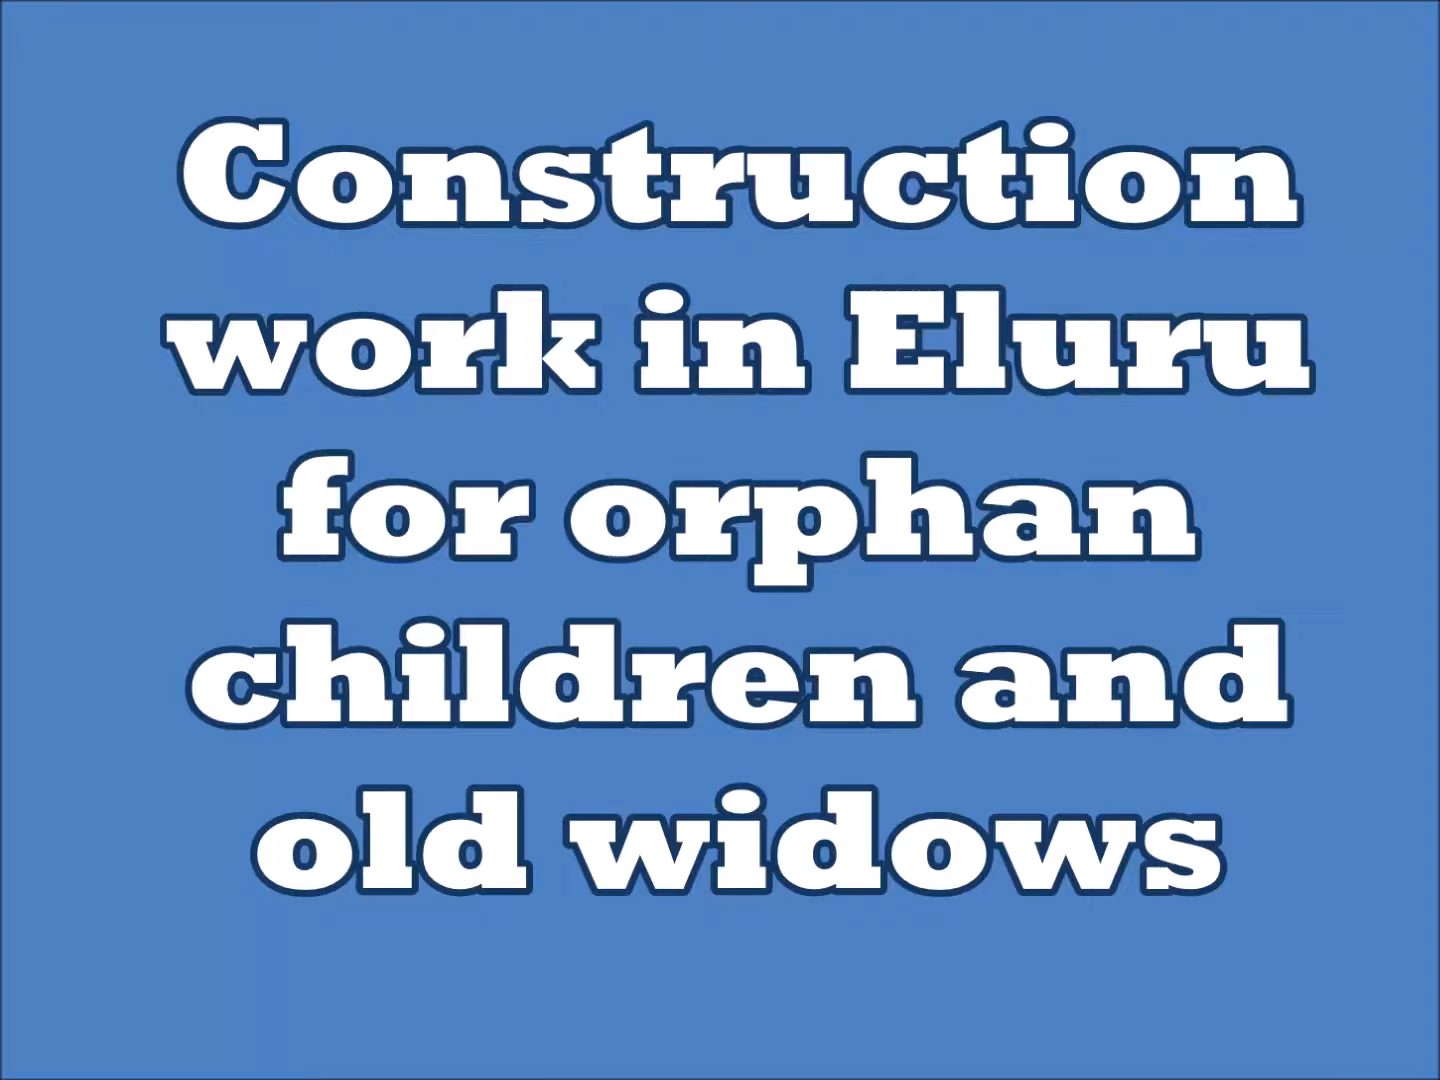 Construction
work in Eluru
for orphan
children and
old widows